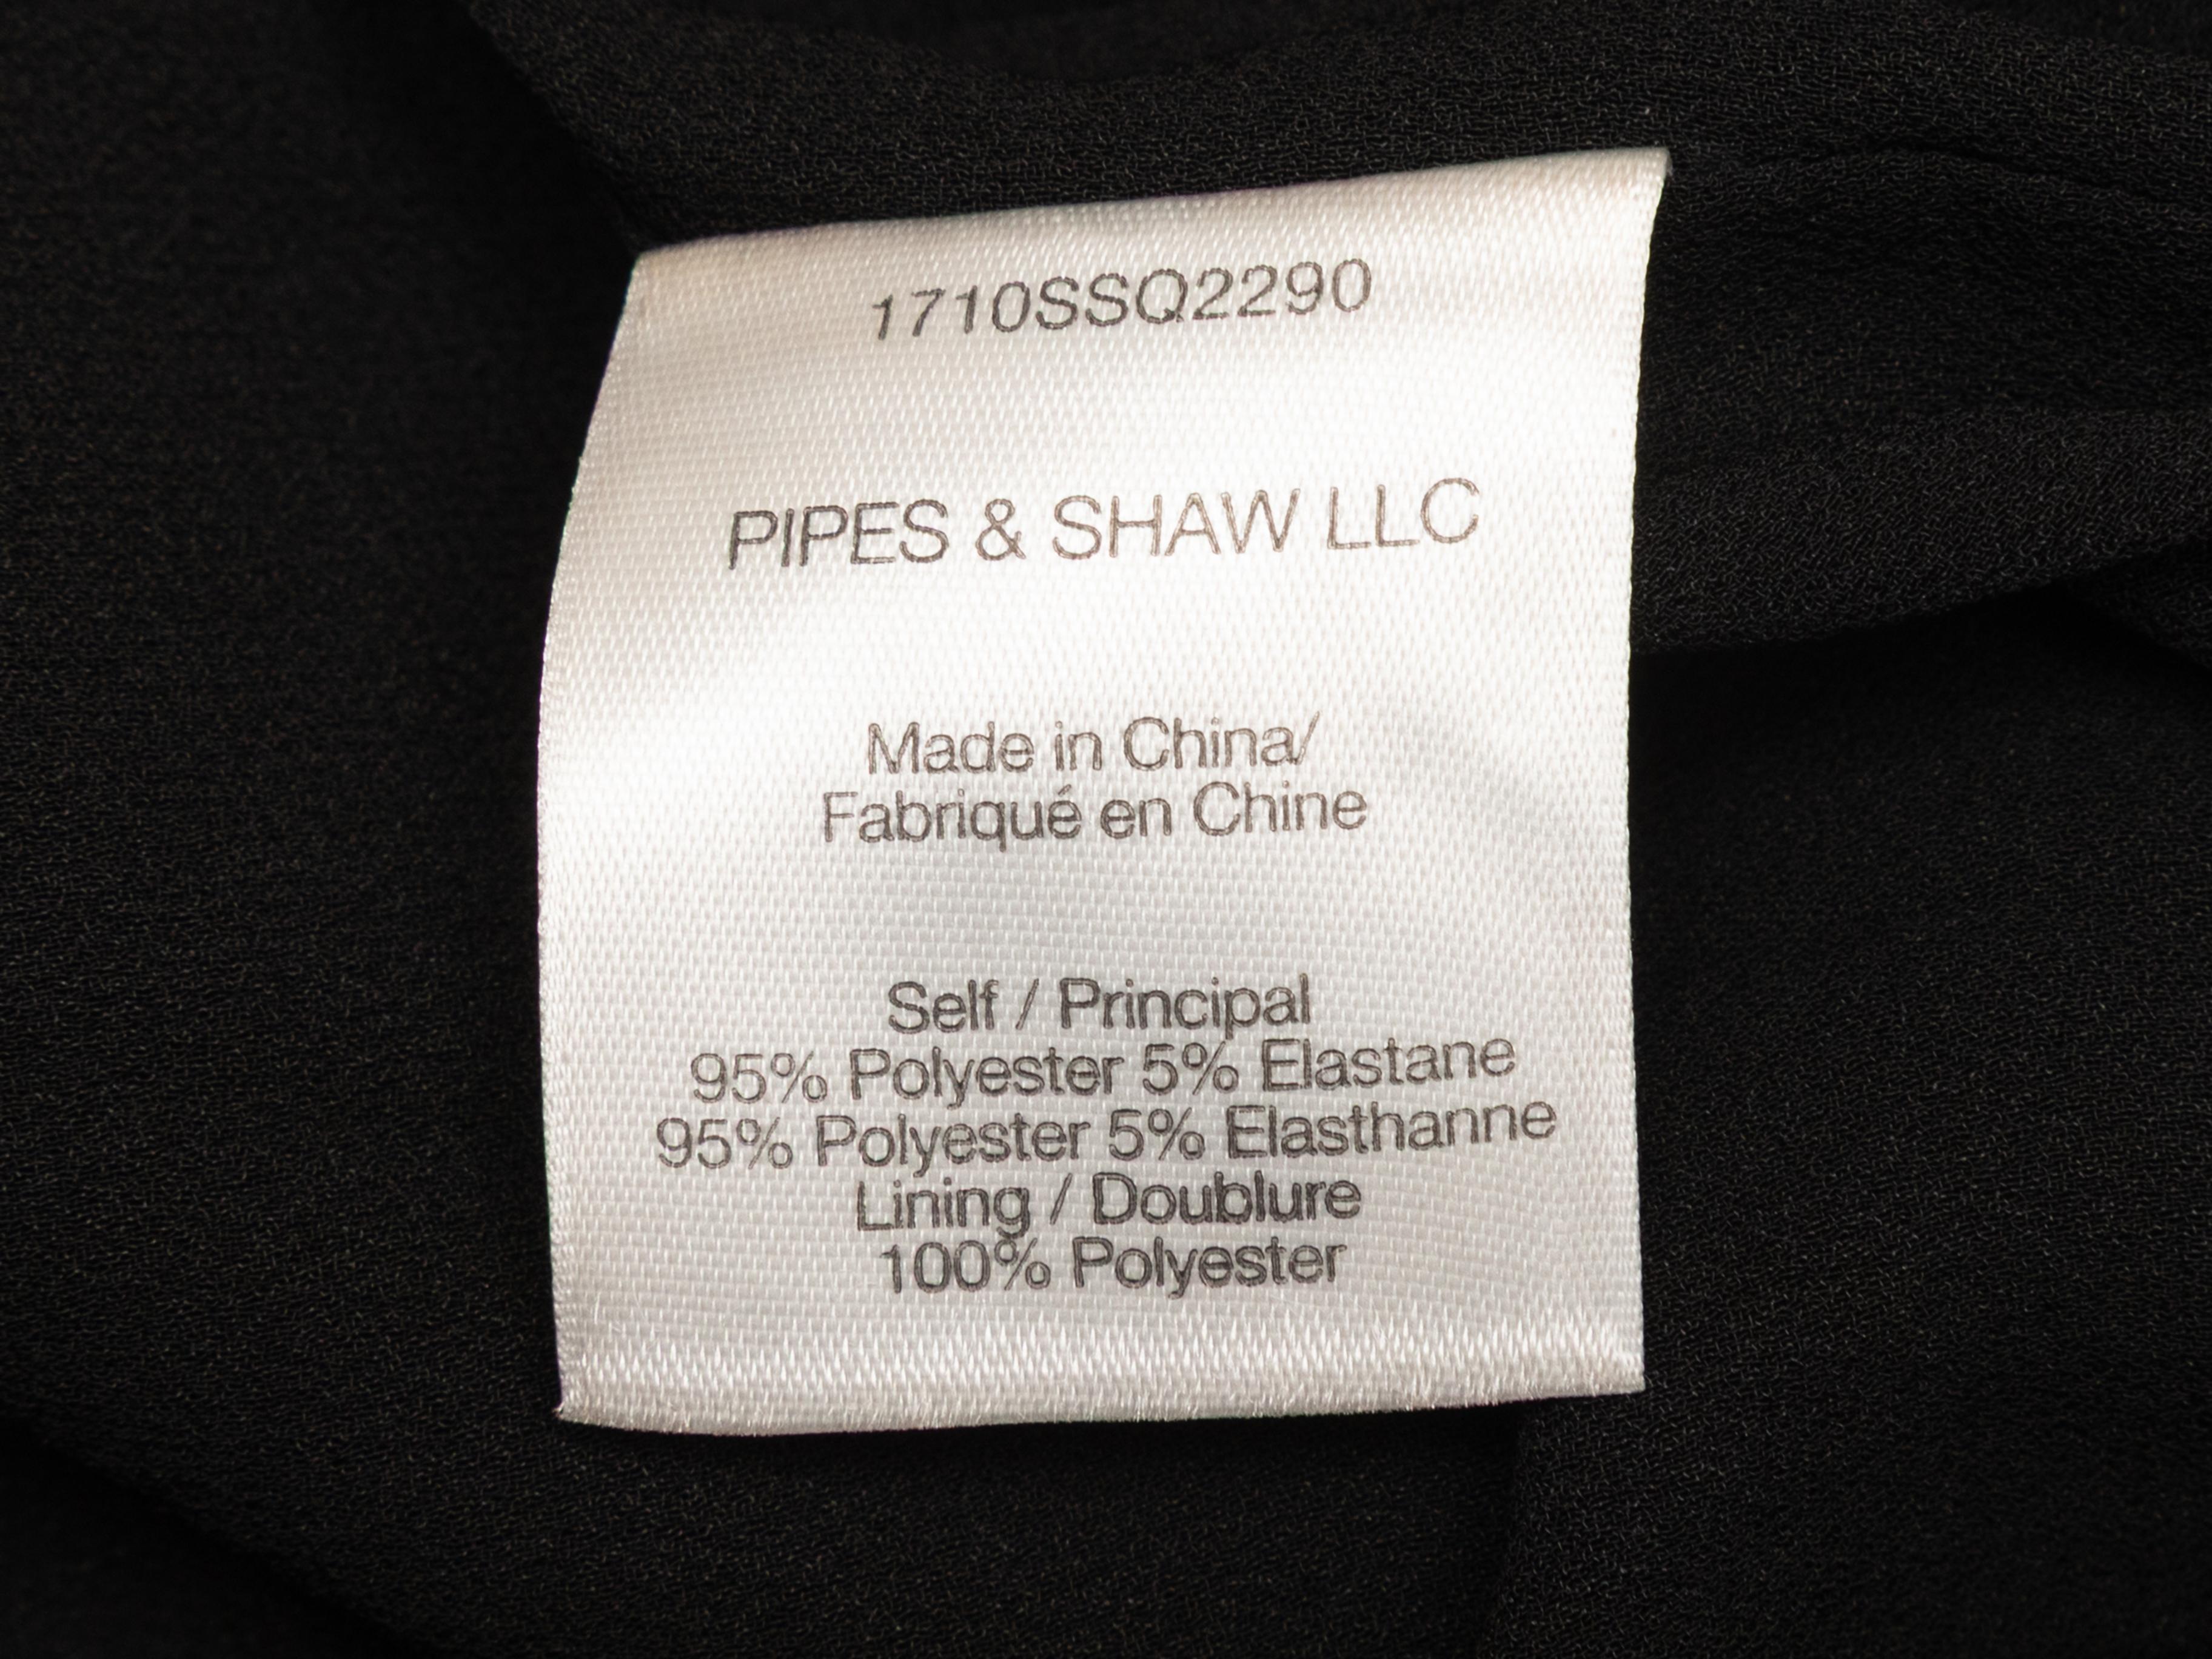 1710SSQ2290
PIPES & SHAW LLC
Made in China/
Fabriqué en Chine
Self / Principal
95% Polyester 5% Elastane
95% Polyester 5% Elasthanne
Lining / Doublure
100% Polyester